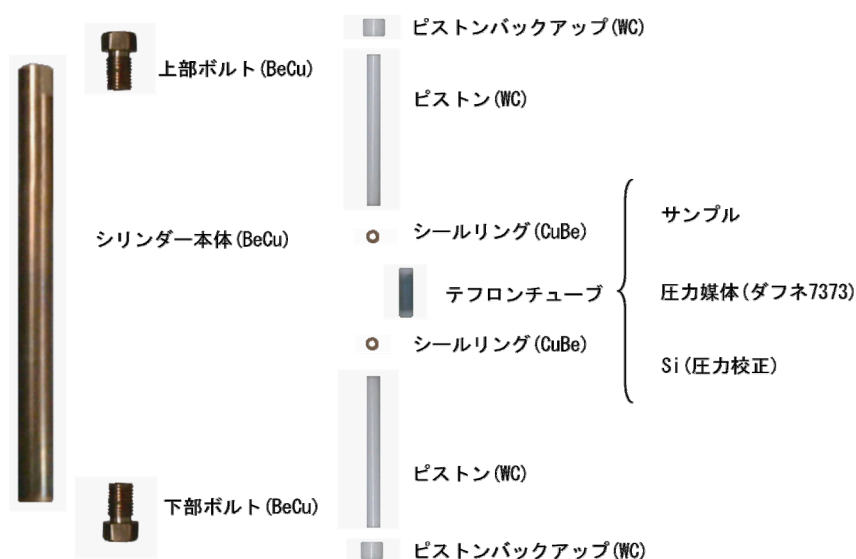 ピストンバックアップ(WC)
上部ボルト(BeCu)
ピストン(WC)
サンプル
シールリング(CuBe)
シリンダー本体(BeCu)
テフロンチューブ
圧力媒体(ダフネ7373)
シールリング(CuBe)
Si(圧力校正)
ピストン(WC)
下部ボルト(BeCu)
ピストンバックアップ(WC)